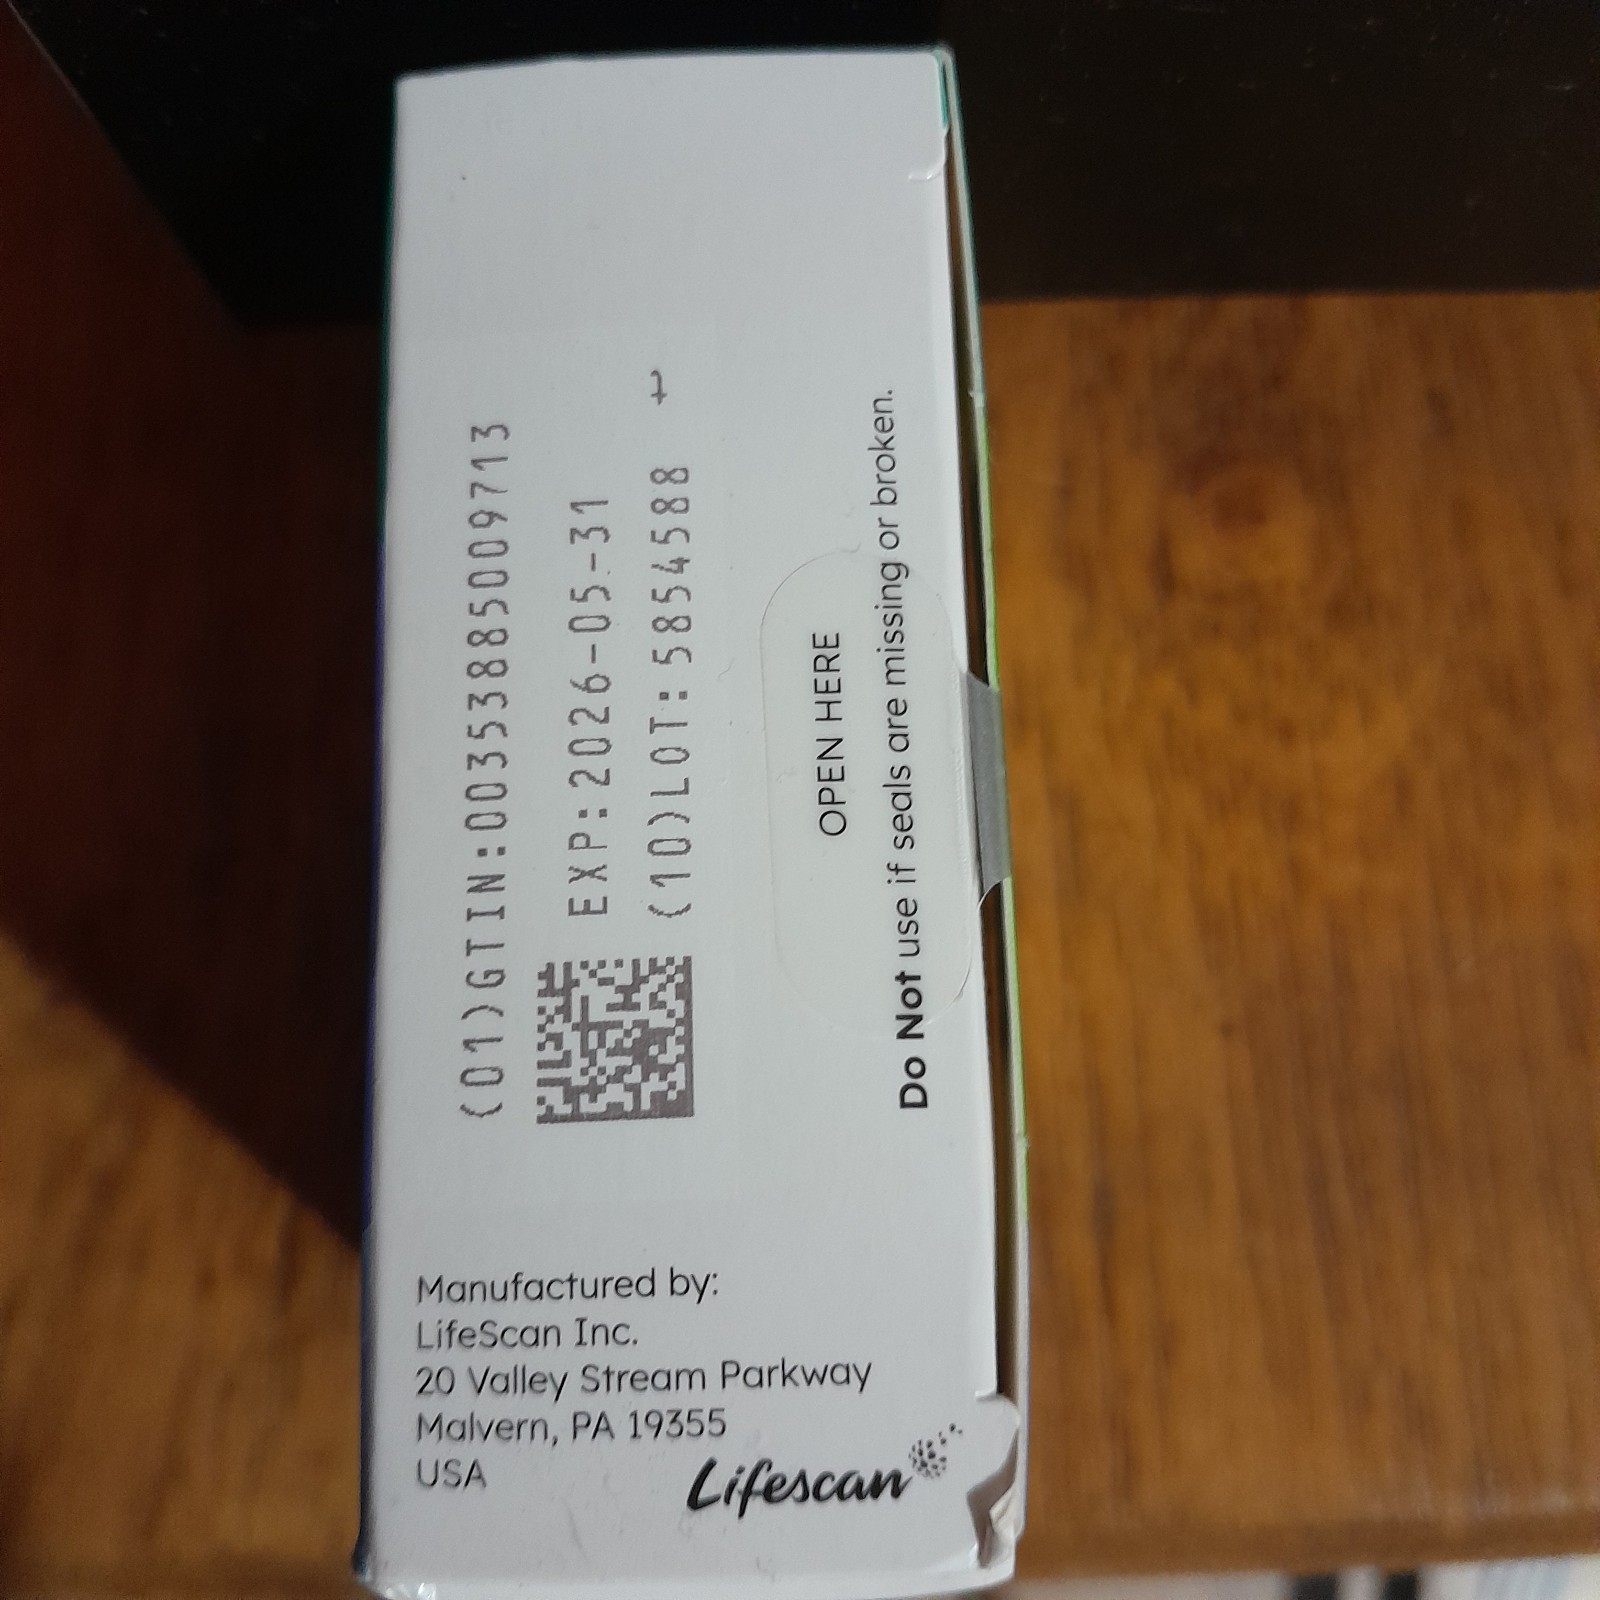 (01)GTIN:00353885009713
EXP:2026-05-31
(10)LOT:5854588 7
OPEN HERE
Do Not use if seals are missing or broken.
Manufactured by:
LifeScan Inc.
20 Valley Stream Parkway
Malvern, PA 19355
USA
Lifescan